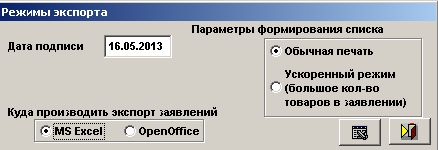 Режимы экспорта
Параметры формирования списка
Дата подписи
16.05.2013
Обычная печать
Ускоренный режим
(большое кол-во
товаров в заявлении)
Куда производить экспорт заявлений
MS Excel
OpenOffice